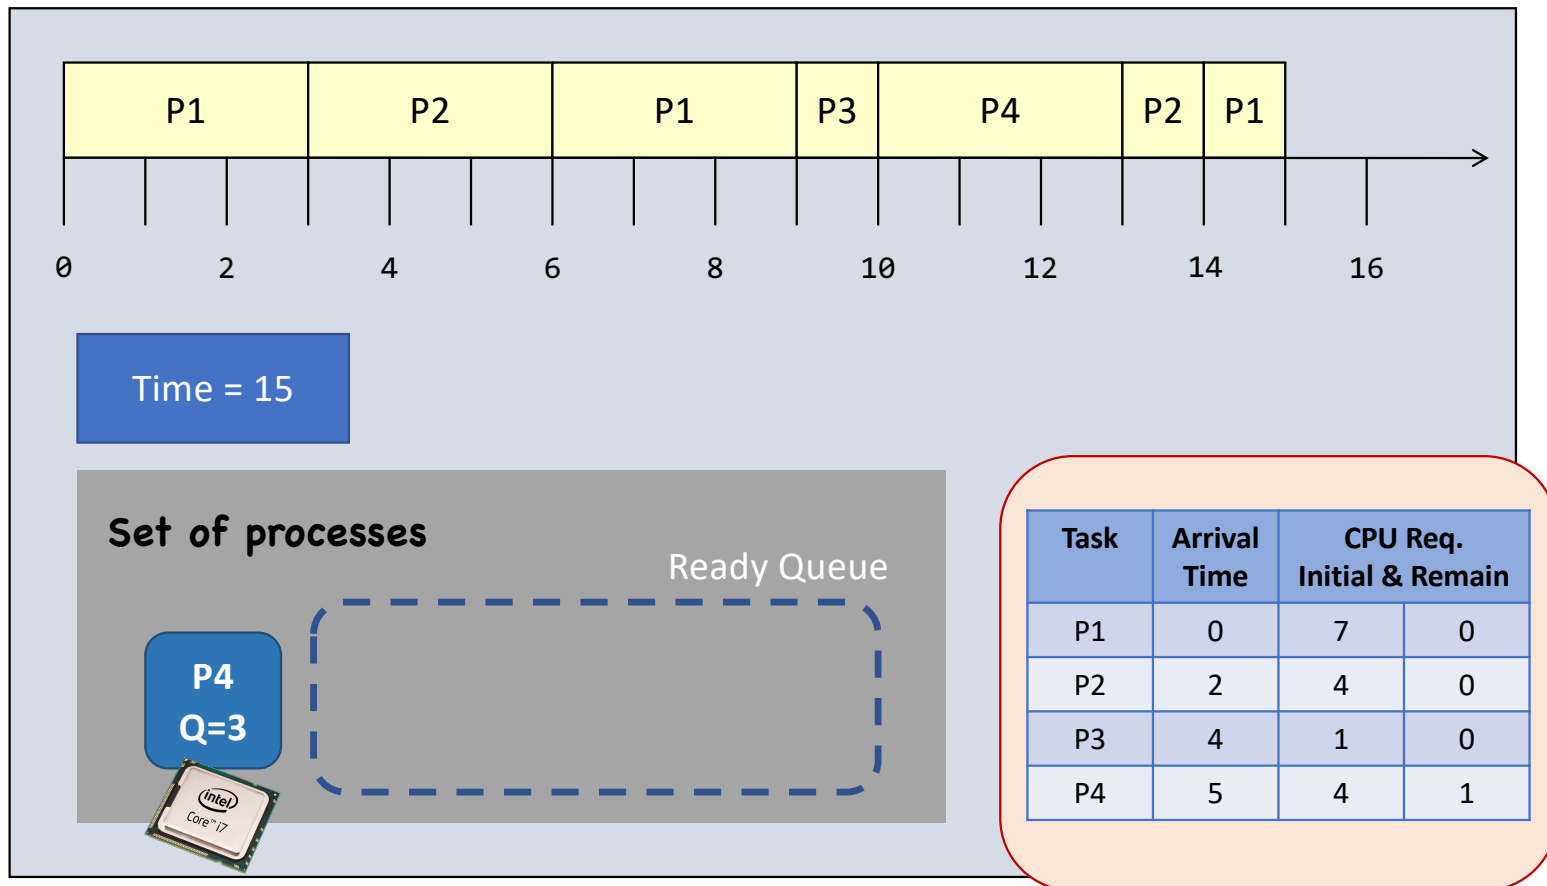 P1 P2 P1 P3 P4 P2 P1
0 2 4 6 8 10 12 14 16
Time = 15
Set of processes
Ready Queue
P4
Q=3
intel
Core™ i7
Task Arrival Time CPU Req. Initial & Remain
P1 0 7 0
P2 2 4 0
P3 4 1 0
P4 5 4 1